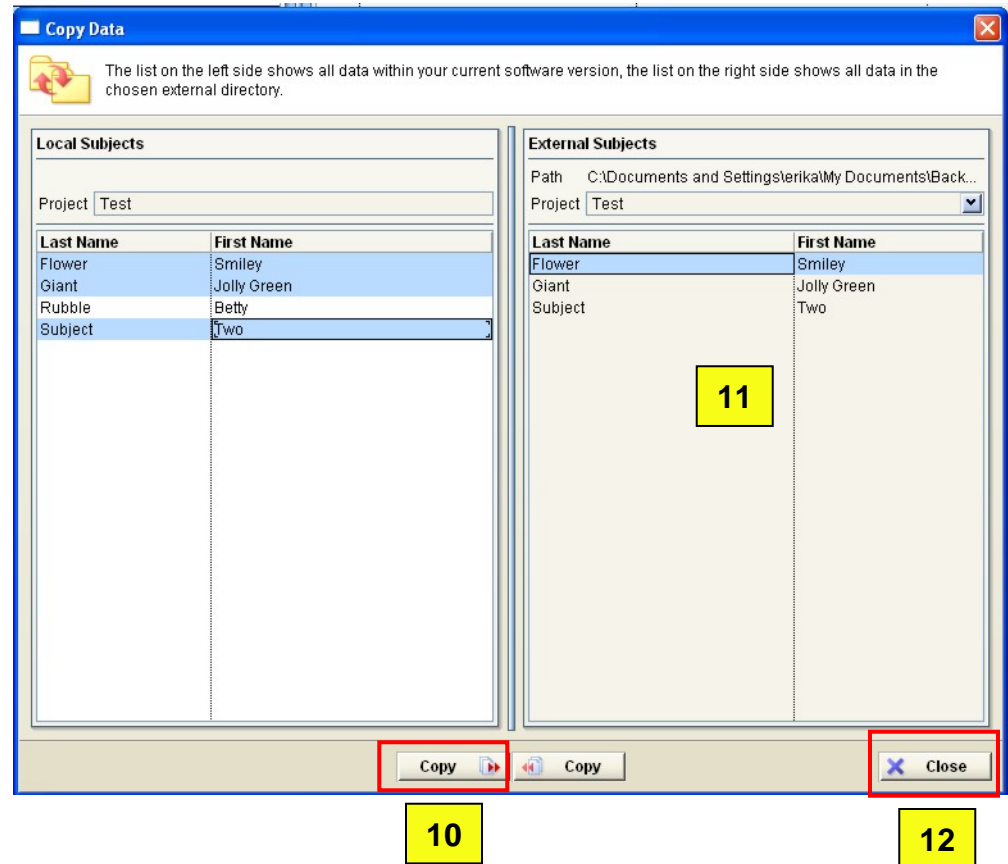 Copy Data
The list on the left side shows all data within your current software version, the list on the right side shows all data in the
chosen external directory.
Local Subjects
Project Test
Last Name First Name
Flower Smiley
Giant Jolly Green
Rubble Betty
Subject Two
External Subjects
Path C:\Documents and Settings\erika\My Documents\Back...
Project Test
Last Name First Name
Flower Smiley
Giant Jolly Green
Subject Two
11
Copy Copy Close
10 12